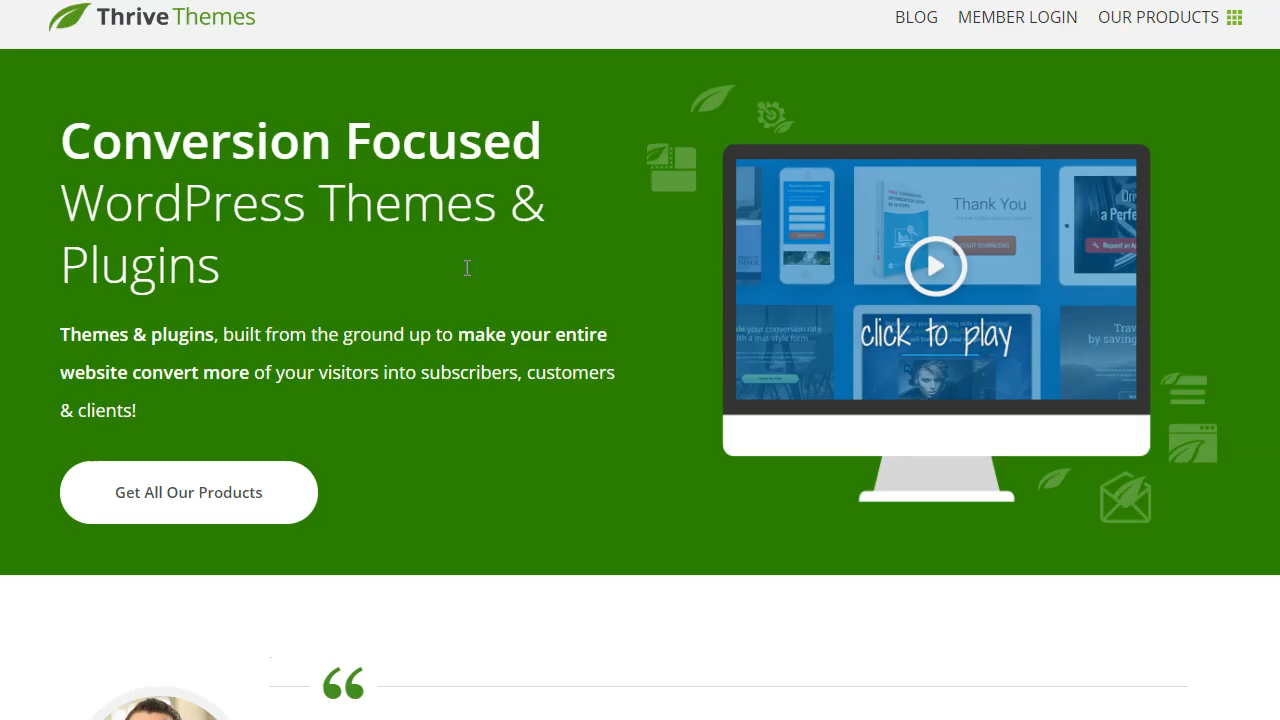 Thrive Themes
BLOG MEMBER LOGIN OUR PRODUCTS
Conversion Focused
WordPress Themes &
Plugins
Themes & plugins, built from the ground up to make your entire
website convert more of your visitors into subscribers, customers
& clients!
Get All Our Products
Thank You
click to play